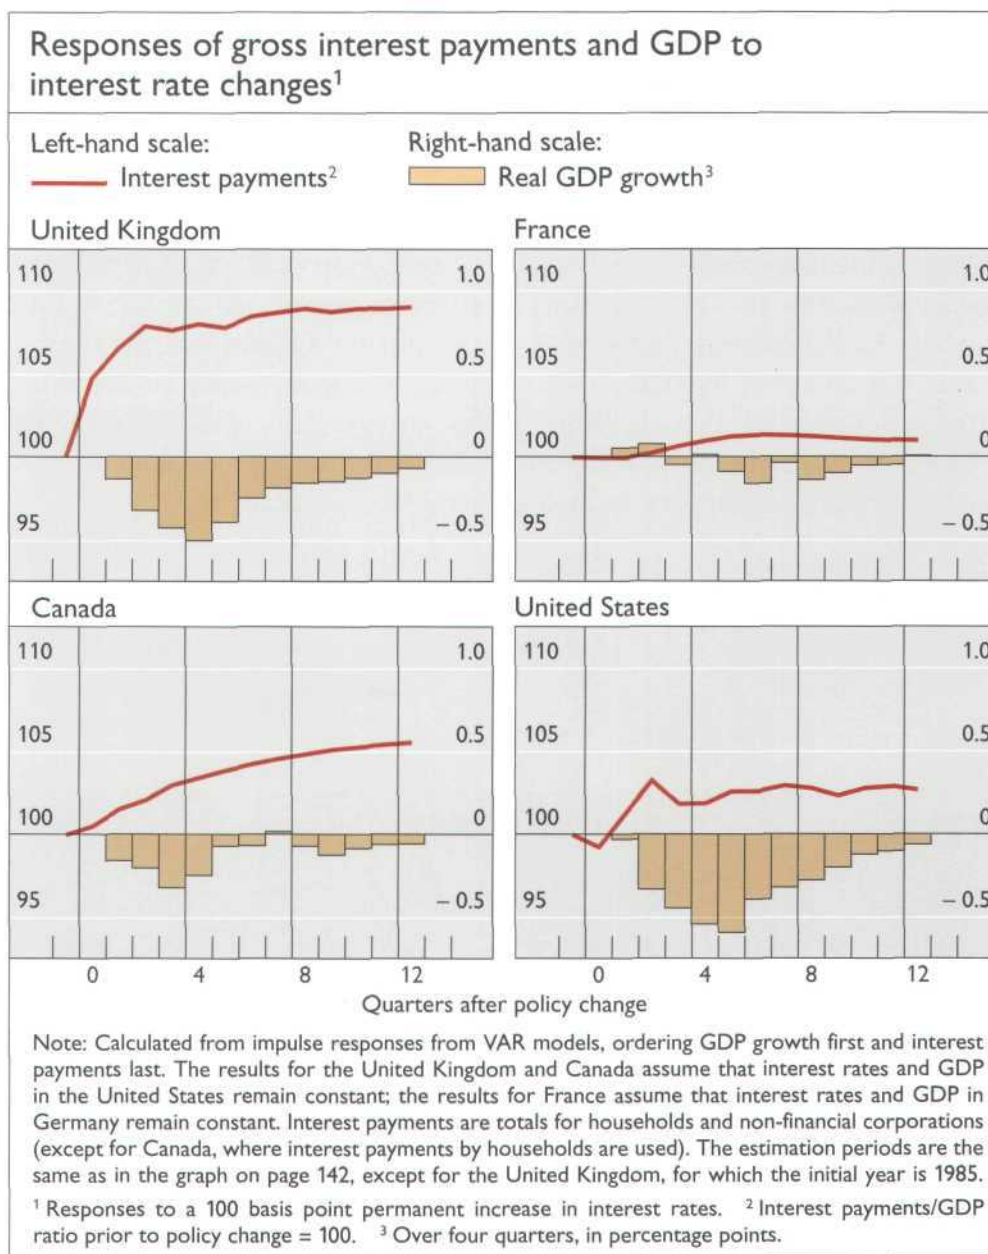 Responses of gross interest payments and GDP to
interest rate changes¹
Left-hand scale:
Interest payments²
Right-hand scale:
Real GDP growth³
United Kingdom
110
105
100
95
1.0
0.5
0
– 0.5
France
110
105
100
95
1.0
0.5
0
– 0.5
Canada
110
105
100
95
1.0
0.5
0
– 0.5
0 4 8 12
United States
110
105
100
95
1.0
0.5
0
– 0.5
0 4 8 12
Quarters after policy change
Note: Calculated from impulse responses from VAR models, ordering GDP growth first and interest
payments last. The results for the United Kingdom and Canada assume that interest rates and GDP
in the United States remain constant; the results for France assume that interest rates and GDP in
Germany remain constant. Interest payments are totals for households and non-financial corporations
(except for Canada, where interest payments by households are used). The estimation periods are the
same as in the graph on page 142, except for the United Kingdom, for which the initial year is 1985.
¹ Responses to a 100 basis point permanent increase in interest rates. ² Interest payments/GDP
ratio prior to policy change = 100. ³ Over four quarters, in percentage points.